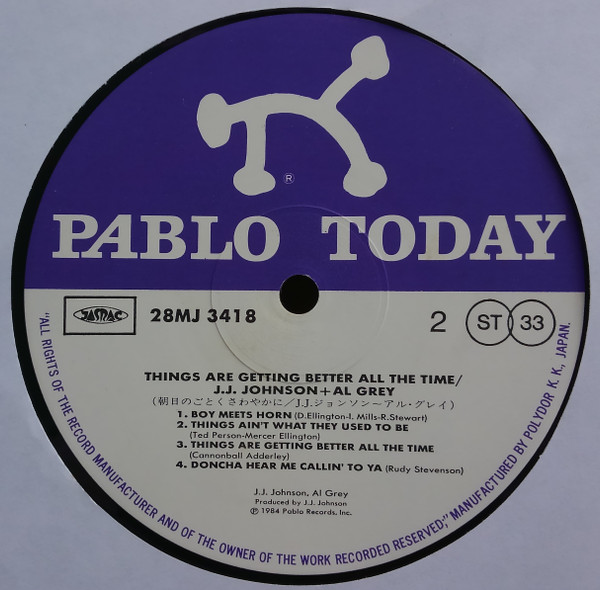 ®
PABLO TODAY
JASRAC
28MJ 3418
2
ST 33
THINGS ARE GETTING BETTER ALL THE TIME/
J.J. JOHNSON+AL GREY
(朝日のごとくさわやかに/J.J.ジョンソン~アル・グレイ)
1. BOY MEETS HORN (D.Ellington-I. Mills-R.Stewart)
2. THINGS AIN'T WHAT THEY USED TO BE
(Ted Person-Mercer Ellington)
3. THINGS ARE GETTING BETTER ALL THE TIME
(Cannonball Adderley)
4. DONCHA HEAR ME CALLIN' TO YA (Rudy Stevenson)
J.J. Johnson, Al Grey
Produced by J.J. Johnson
℗ 1984 Pablo Records, Inc.
"ALL RIGHTS OF THE RECORD MANUFACTURER AND OF THE OWNER OF THE WORK RECORDED RESERVED;" MANUFACTURED BY POLYDOR K. K., JAPAN.